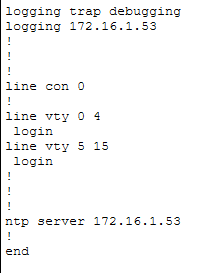 logging trap debugging
logging 172.16.1.53
!
!
!
line con 0
!
line vty 0 4
 login
line vty 5 15
 login
!
!
!
ntp server 172.16.1.53
!
end